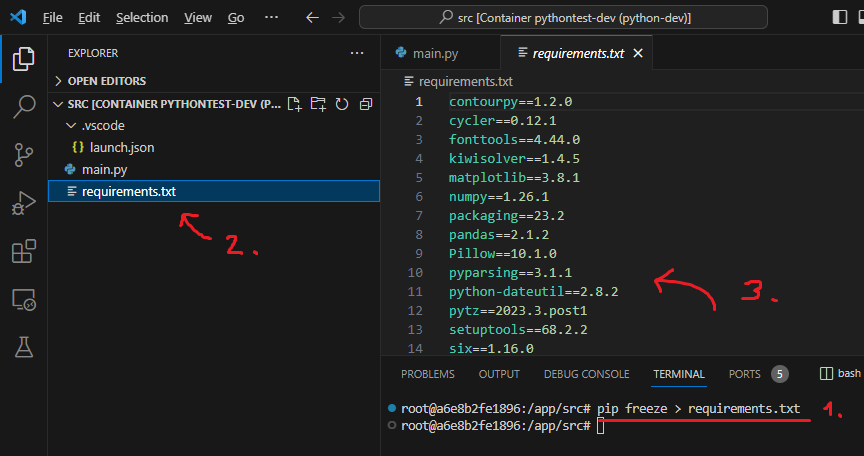 File Edit Selection View Go ··· src [Container pythontest-dev (python-dev)]
EXPLORER ···
OPEN EDITORS
SRC [CONTAINER PYTHONTEST-DEV (P...
.vscode
{} launch.json
main.py
requirements.txt
2.
main.py requirements.txt
requirements.txt
1 contourpy==1.2.0
2 cycler==0.12.1
3 fonttools==4.44.0
4 kiwisolver==1.4.5
5 matplotlib==3.8.1
6 numpy==1.26.1
7 packaging==23.2
8 pandas==2.1.2
9 Pillow==10.1.0
10 pyparsing==3.1.1
11 python-dateutil==2.8.2
12 pytz==2023.3.post1
13 setuptools==68.2.2
14 six==1.16.0
3.
PROBLEMS OUTPUT DEBUG CONSOLE TERMINAL PORTS 5 bash
root@a6e8b2fe1896:/app/src# pip freeze > requirements.txt 1.
root@a6e8b2fe1896:/app/src#